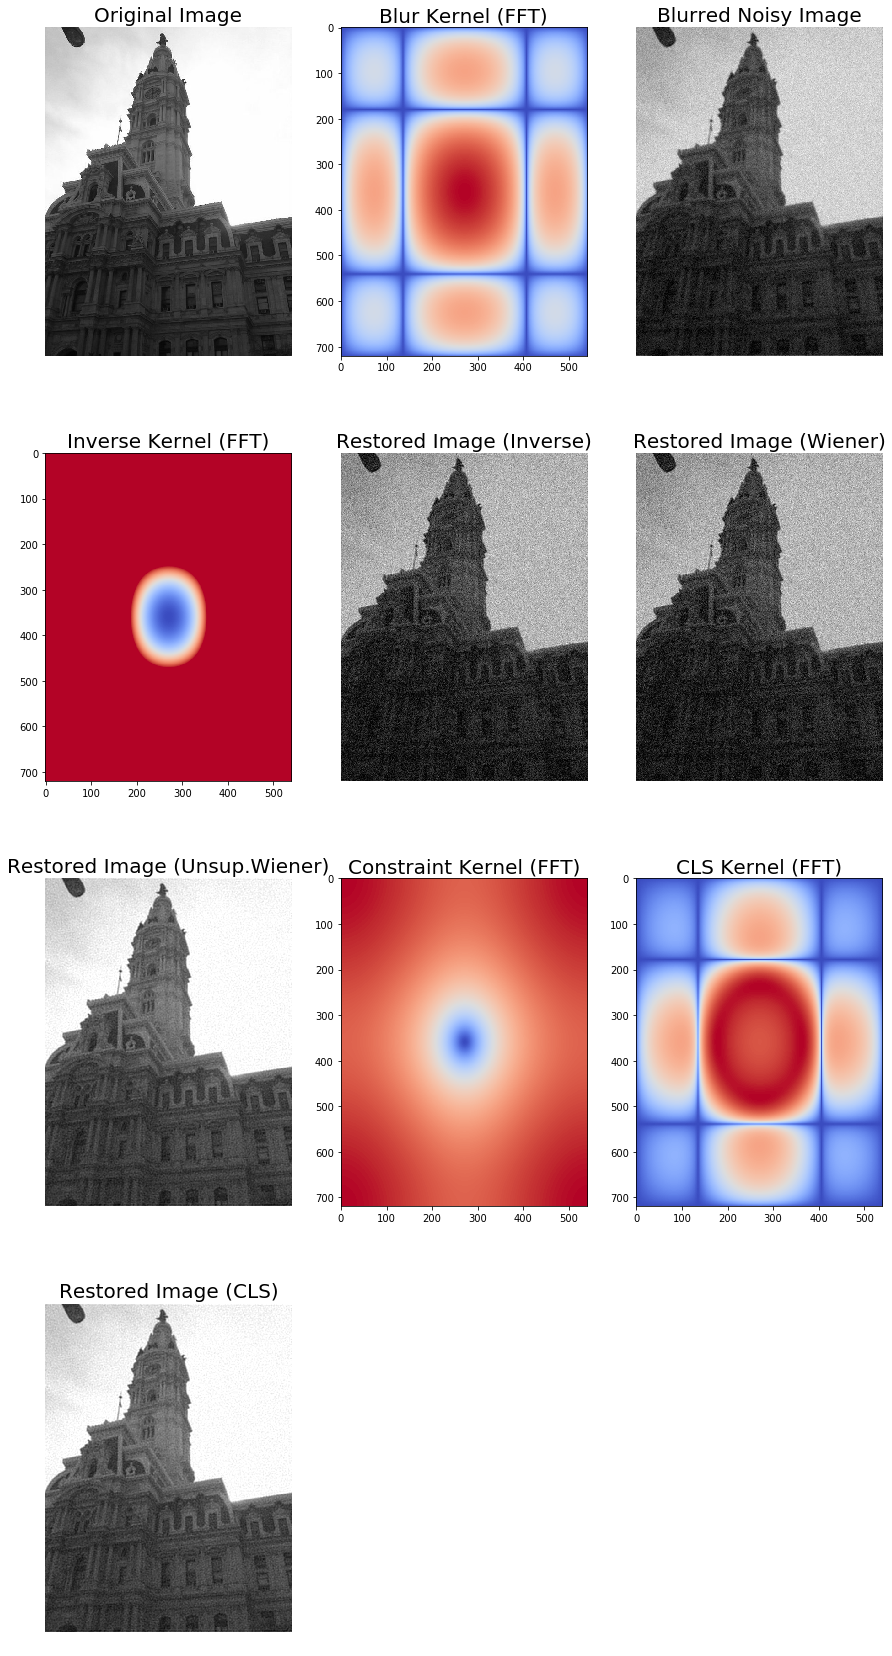 Original Image
Blur Kernel (FFT)
Blurred Noisy Image
0
100
200
300
400
500
600
700
0 100 200 300 400 500
Inverse Kernel (FFT)
Restored Image (Inverse)
Restored Image (Wiener)
0
100
200
300
400
500
600
700
0 100 200 300 400 500
Restored Image (Unsup.Wiener)
Constraint Kernel (FFT)
CLS Kernel (FFT)
0
100
200
300
400
500
600
700
0 100 200 300 400 500
0
100
200
300
400
500
600
700
0 100 200 300 400 500
Restored Image (CLS)